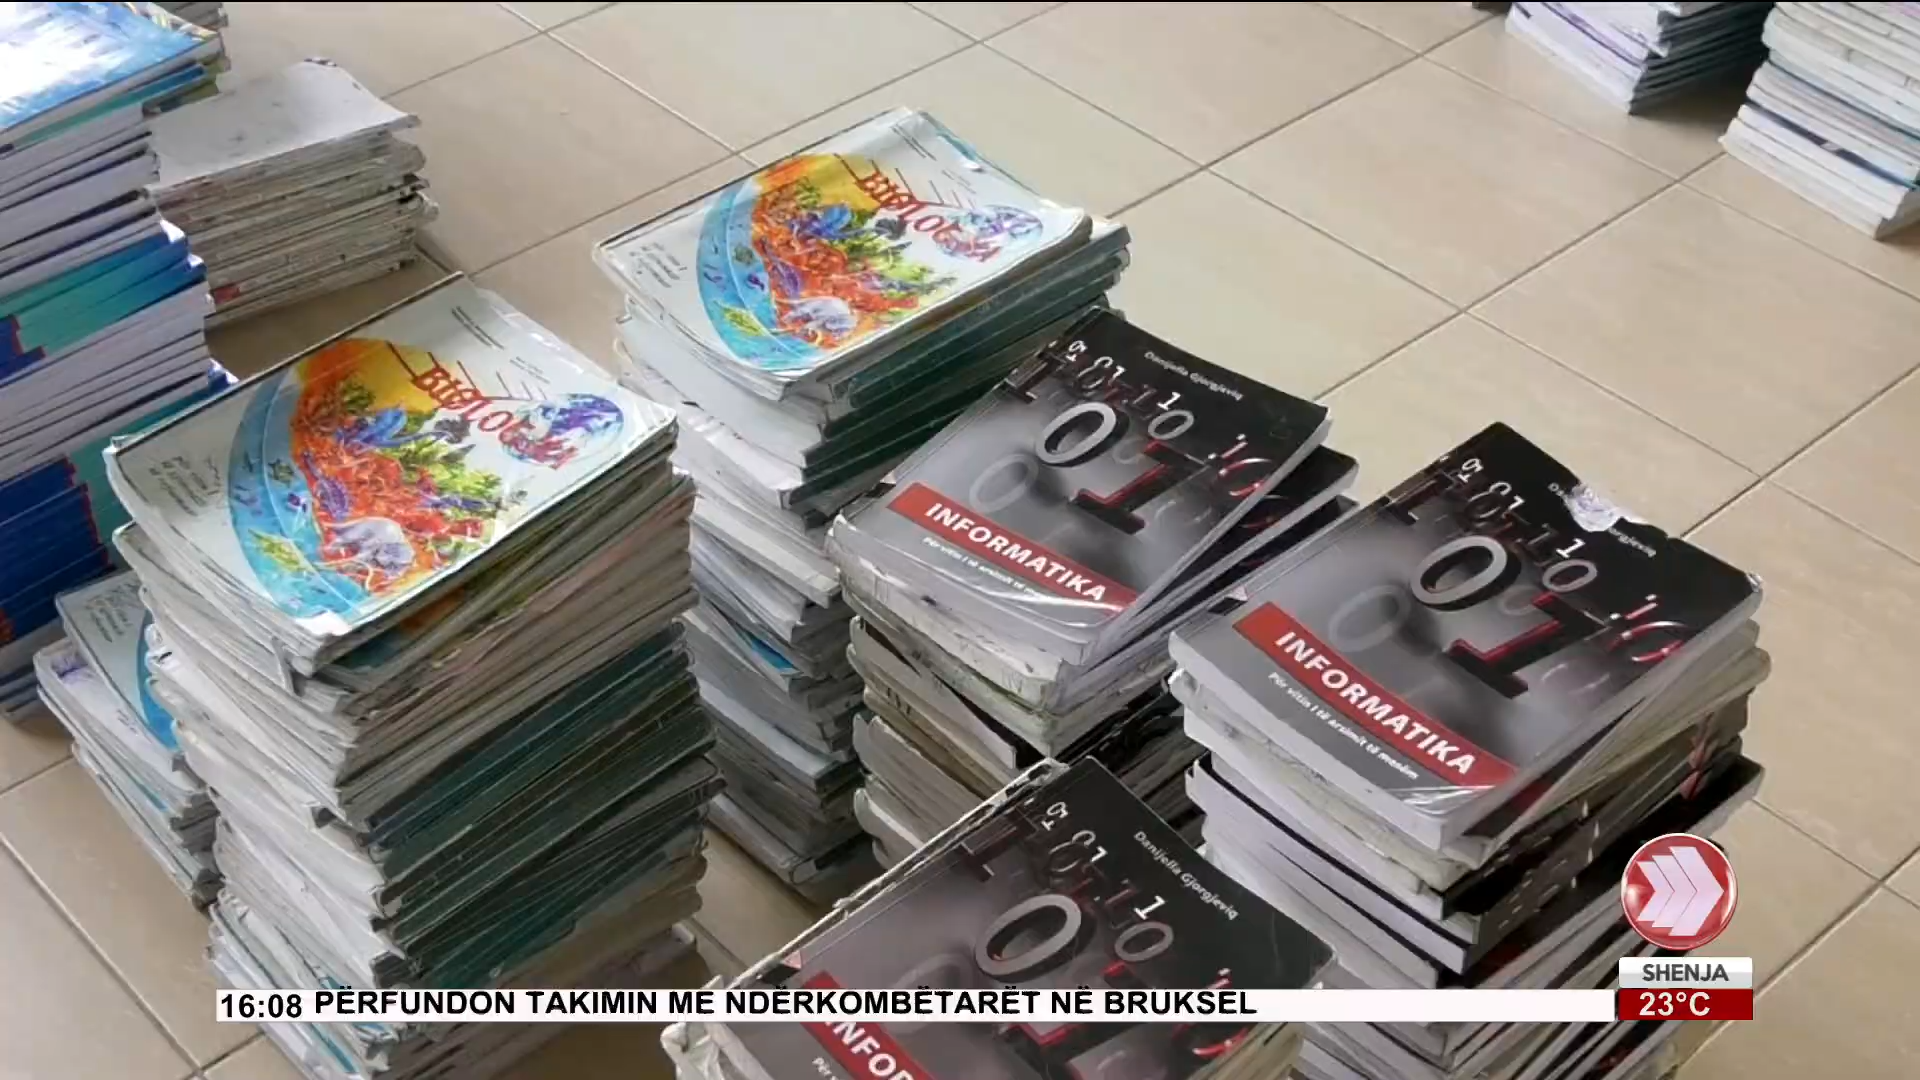 BIOLOGJIA
BIOLOGJIA
Danijella Gjorgjeviq
INFORMATIKA
Për vitin I të arsimit të
INFORMATIKA
Për vitin I të arsimit të mesëm
Danijella Gjorgjeviq
INFOR
SHENJA
23°C
16:08 PËRFUNDON TAKIMIN ME NDËRKOMBËTARËT NË BRUKSEL